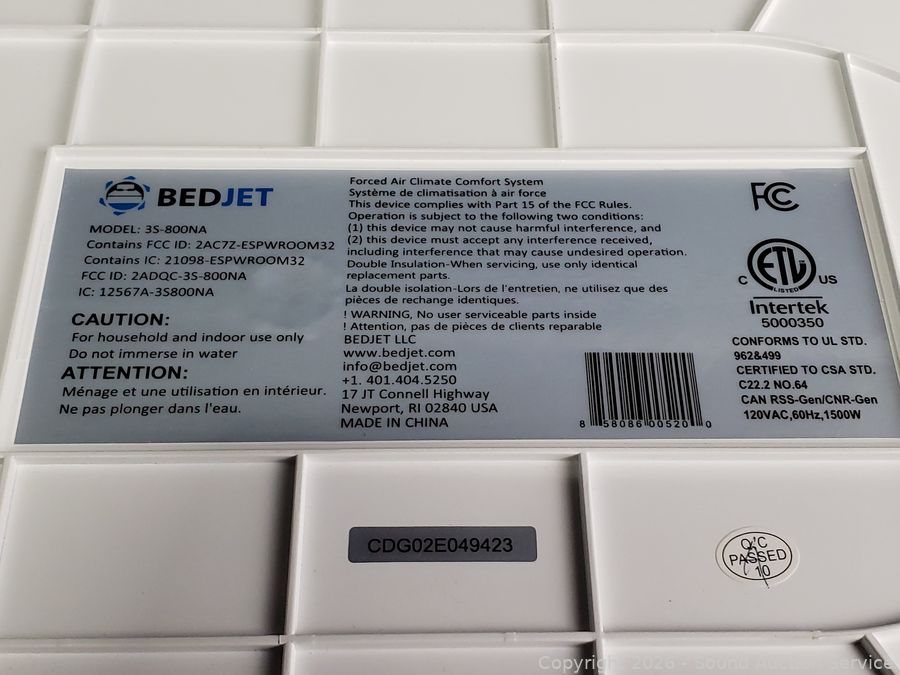 BEDJET
MODEL: 3S-800NA
Contains FCC ID: 2AC7Z-ESPWROOM32
Contains IC: 21098-ESPWROOM32
FCC ID: 2ADQC-3S-800NA
IC: 12567A-3S800NA
CAUTION:
For household and indoor use only
Do not immerse in water
ATTENTION:
Ménage et une utilisation en intérieur.
Ne pas plonger dans l'eau.
Forced Air Climate Comfort System
Système de climatisation à air force
This device complies with Part 15 of the FCC Rules.
Operation is subject to the following two conditions:
(1) this device may not cause harmful interference, and
(2) this device must accept any interference received,
including interference that may cause undesired operation.
Double Insulation-When servicing, use only identical
replacement parts.
La double isolation-Lors de l'entretien, ne utilisez que des
pièces de rechange identiques.
! WARNING, No user serviceable parts inside
! Attention, pas de pièces de clients reparable
BEDJET LLC
www.bedjet.com
info@bedjet.com
+1. 401.404.5250
17 JT Connell Highway
Newport, RI 02840 USA
MADE IN CHINA
8 58086 00520 0
FCC
C ETL US
LISTED
Intertek
5000350
CONFORMS TO UL STD.
962&499
CERTIFIED TO CSA STD.
C22.2 NO.64
CAN RSS-Gen/CNR-Gen
120VAC,60Hz,1500W
CDG02E049423
Q'C
PASSED
10
Copyright 2026 - Sound Auction Service